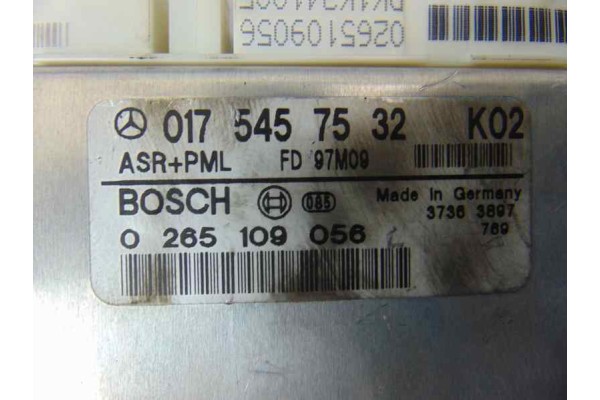 0265109056
017 545 75 32 K02
ASR+PML FD 97M09
BOSCH 085 Made in Germany
3736 3897
0 265 109 056 769